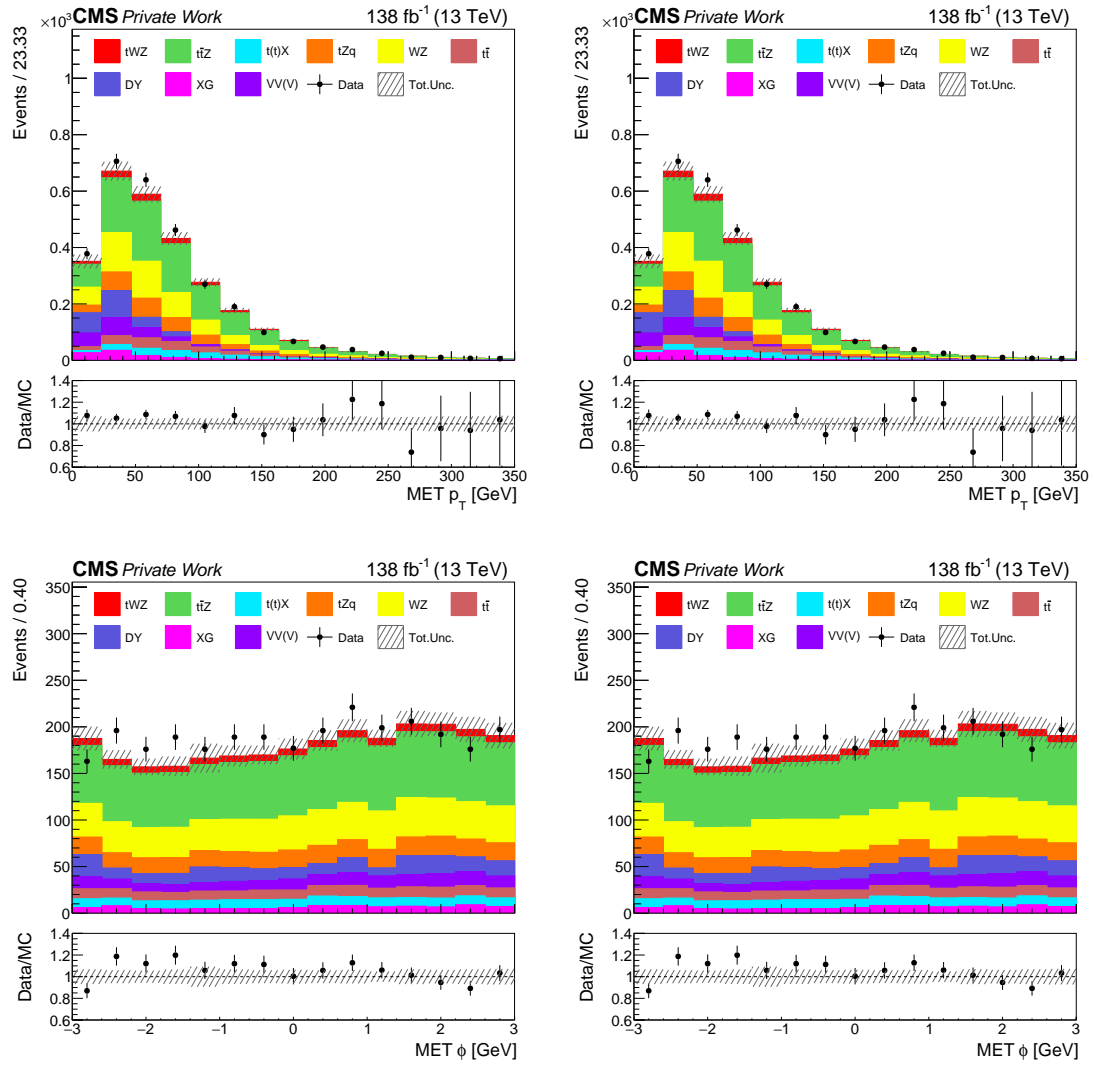 ×10³ CMS Private Work 138 fb⁻¹ (13 TeV)
Events / 23.33
tWZ tt̄Z t(t)X tZq WZ tt̄
DY XG VV(V) Data Tot.Unc.
1
0.8
0.6
0.4
0.2
0
Data/MC
1.4
1.2
1
0.8
0.6
0 50 100 150 200 250 300 350
MET p_T [GeV]
×10³ CMS Private Work 138 fb⁻¹ (13 TeV)
Events / 23.33
tWZ tt̄Z t(t)X tZq WZ tt̄
DY XG VV(V) Data Tot.Unc.
1
0.8
0.6
0.4
0.2
0
Data/MC
1.4
1.2
1
0.8
0.6
0 50 100 150 200 250 300 350
MET p_T [GeV]
CMS Private Work 138 fb⁻¹ (13 TeV)
Events / 0.40
tWZ tt̄Z t(t)X tZq WZ tt̄
DY XG VV(V) Data Tot.Unc.
350
300
250
200
150
100
50
0
Data/MC
1.4
1.2
1
0.8
0.6
−3 −2 −1 0 1 2 3
MET ϕ [GeV]
CMS Private Work 138 fb⁻¹ (13 TeV)
Events / 0.40
tWZ tt̄Z t(t)X tZq WZ tt̄
DY XG VV(V) Data Tot.Unc.
350
300
250
200
150
100
50
0
Data/MC
1.4
1.2
1
0.8
0.6
−3 −2 −1 0 1 2 3
MET ϕ [GeV]